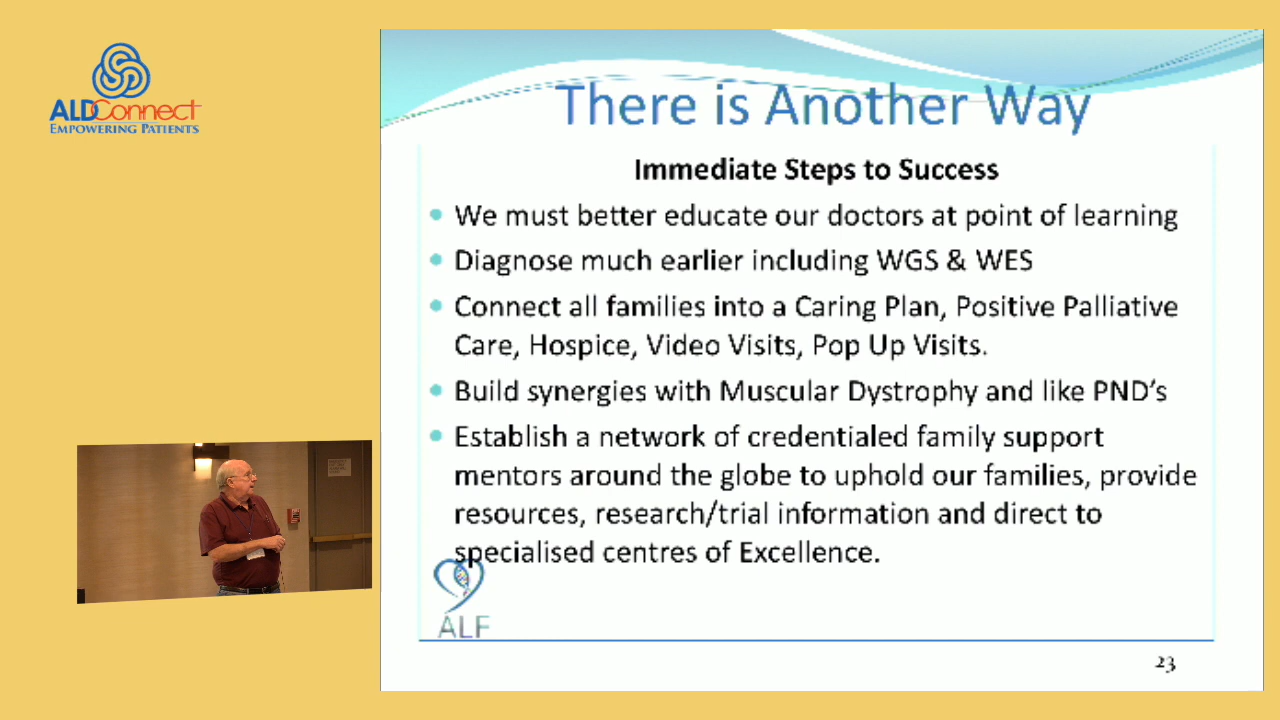 ALDConnect
EMPOWERING PATIENTS
There is Another Way
Immediate Steps to Success
• We must better educate our doctors at point of learning
• Diagnose much earlier including WGS & WES
• Connect all families into a Caring Plan, Positive Palliative
Care, Hospice, Video Visits, Pop Up Visits.
• Build synergies with Muscular Dystrophy and like PND's
• Establish a network of credentialed family support
mentors around the globe to uphold our families, provide
resources, research/trial information and direct to
specialised centres of Excellence.
ALF
23